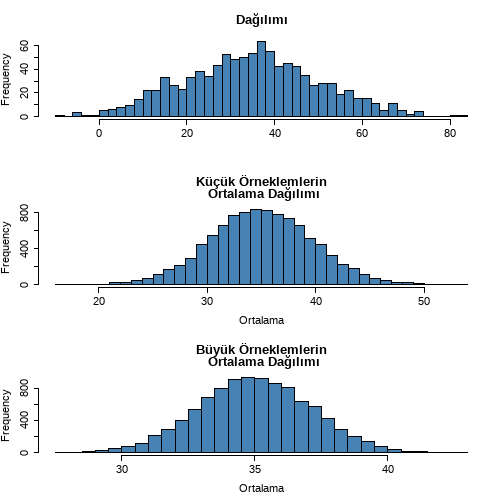 Dağılımı
Frequency
0 20 40 60
0 20 40 60 80
Küçük Örneklemlerin
Ortalama Dağılımı
Frequency
0 400 800
20 30 40 50
Ortalama
Büyük Örneklemlerin
Ortalama Dağılımı
Frequency
0 400 800
30 35 40
Ortalama